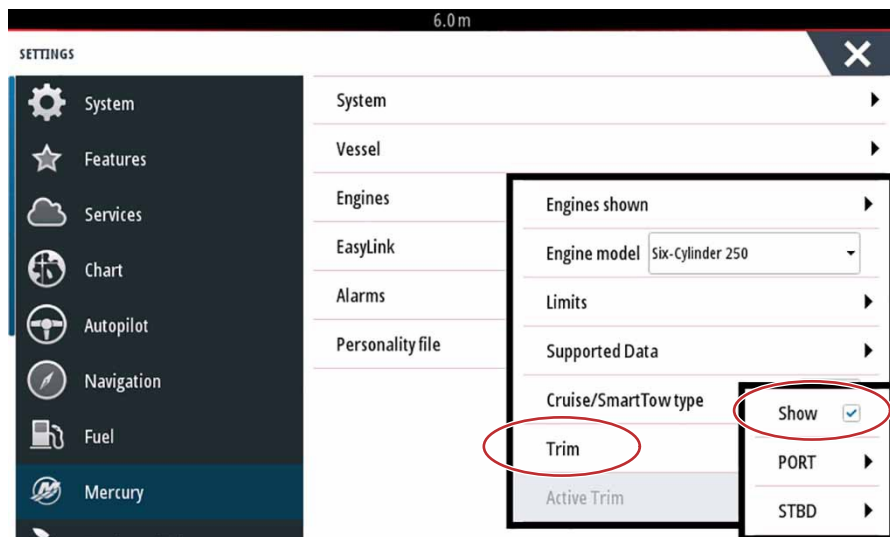 6.0 m
SETTINGS
System
Features
Services
Chart
Autopilot
Navigation
Fuel
Mercury
System
Vessel
Engines
EasyLink
Alarms
Personality file
Engines shown
Engine model Six-Cylinder 250
Limits
Supported Data
Cruise/SmartTow type
Trim
Active Trim
Show
PORT
STBD